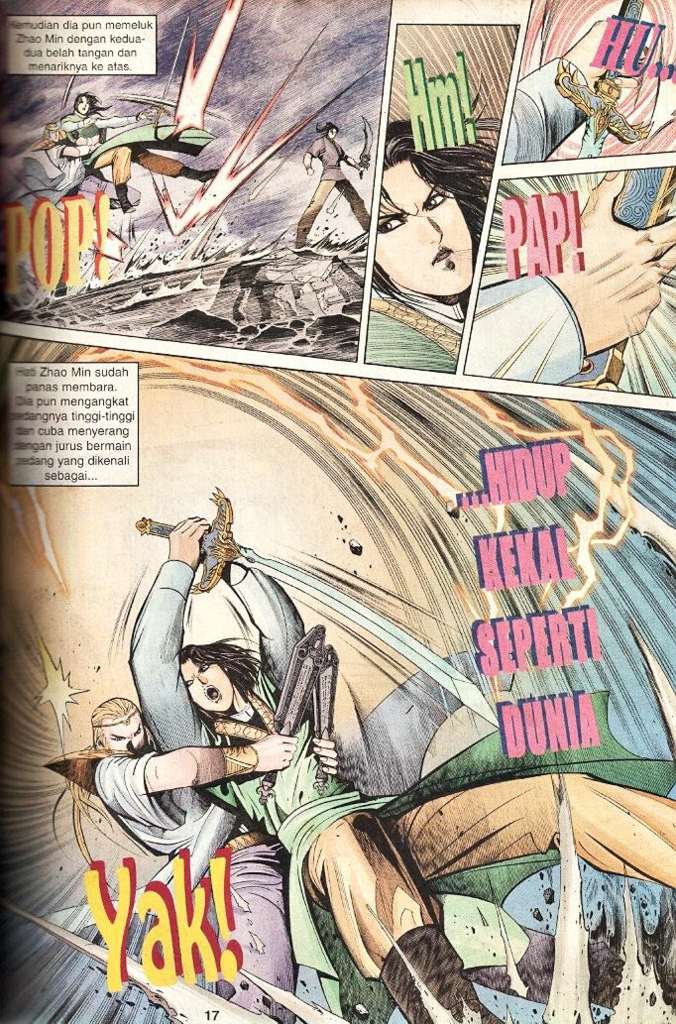 Kemudian dia pun memeluk
Zhao Min dengan kedua-
dua belah tangan dan
menariknya ke atas.
POP!
Hm!
HU...
PAP!
Hati Zhao Min sudah
panas membara.
Dia pun mengangkat
pedangnya tinggi-tinggi
dan cuba menyerang
dengan jurus bermain
pedang yang dikenali
sebagai...
...HIDUP
KEKAL
SEPERTI
DUNIA
Yak!
17